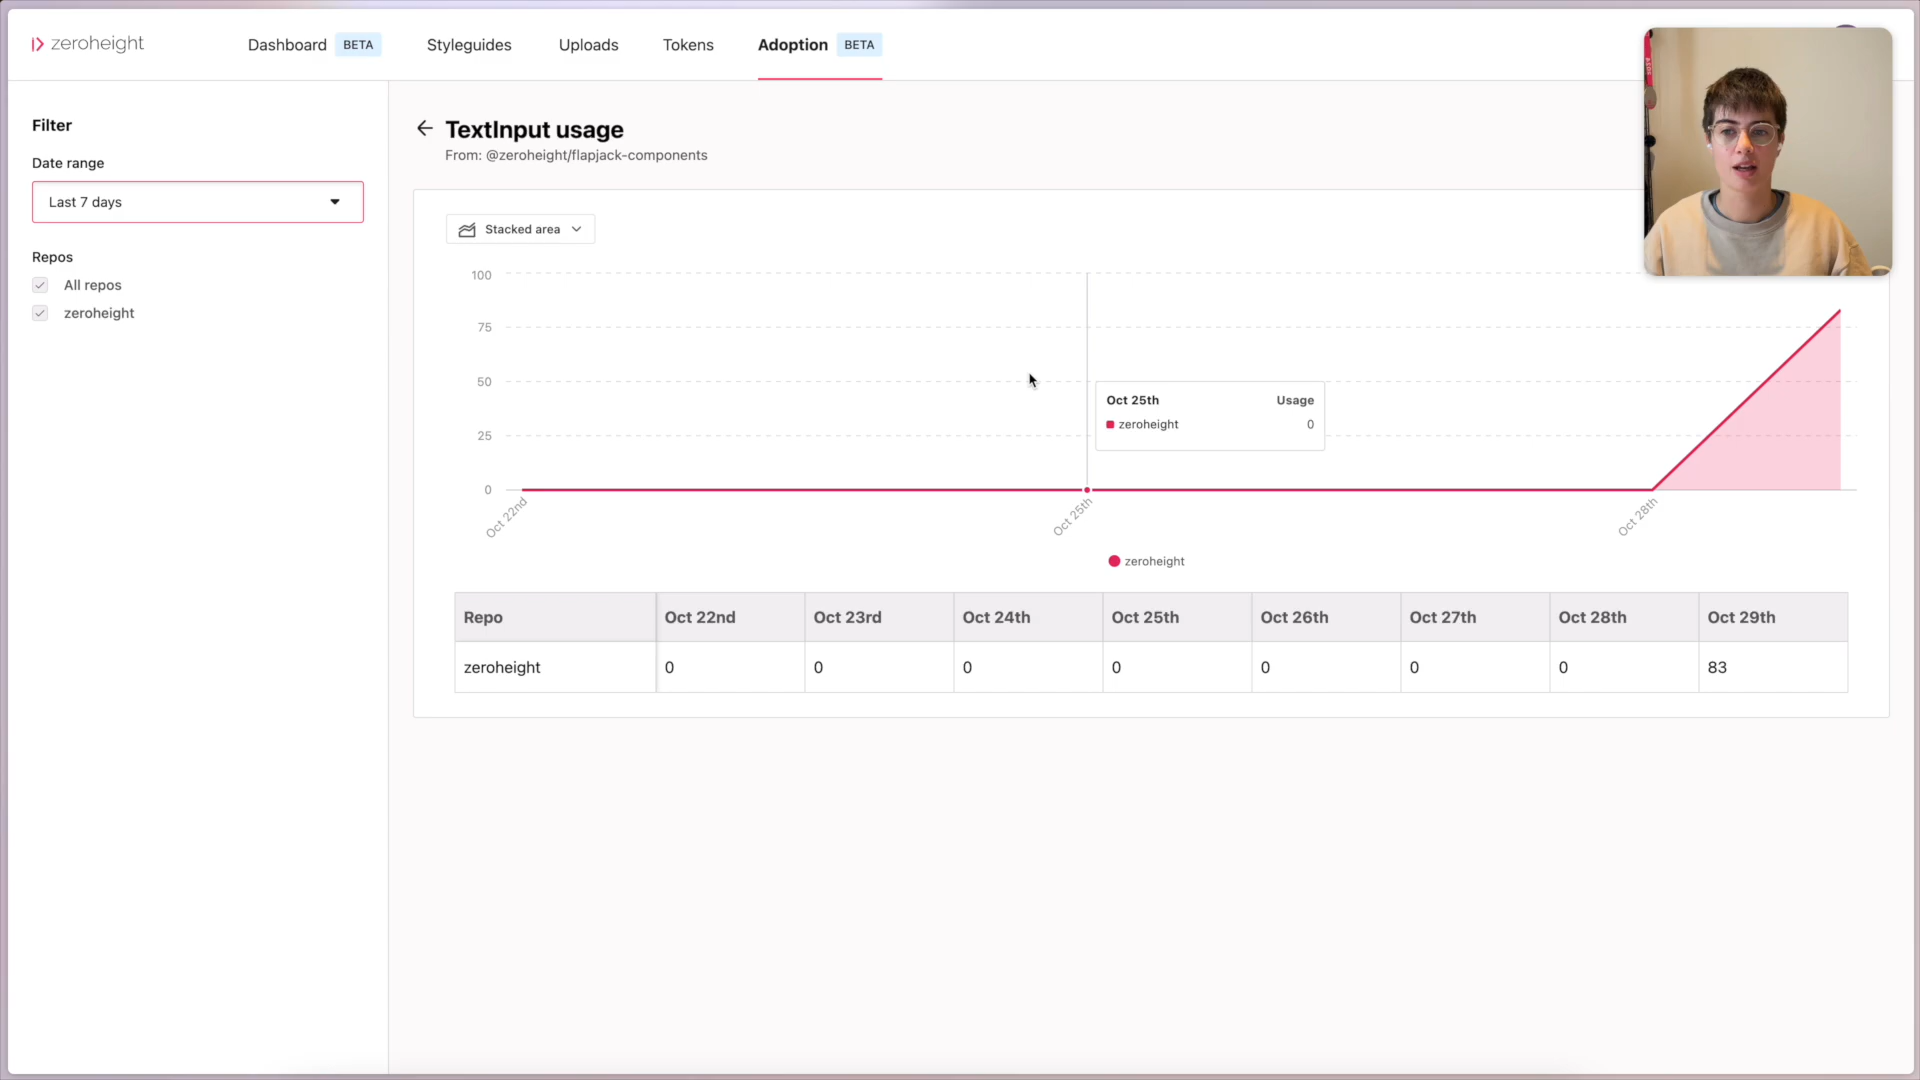 zeroheight
Dashboard BETA
Styleguides
Uploads
Tokens
Adoption BETA
Filter
Date range
Last 7 days
Repos
All repos
zeroheight
TextInput usage
From: @zeroheight/flapjack-components
Stacked area
100
75
50
25
0
Oct 25th Usage
zeroheight 0
Oct 22nd Oct 25th Oct 28th
zeroheight
Repo Oct 22nd Oct 23rd Oct 24th Oct 25th Oct 26th Oct 27th Oct 28th Oct 29th
zeroheight 0 0 0 0 0 0 0 83